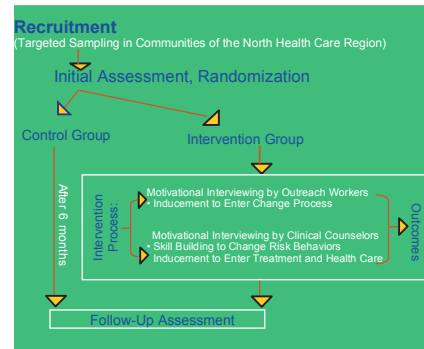 Recruitment
(Targeted Sampling in Communities of the North Health Care Region)
Initial Assessment, Randomization
Control Group
Intervention Group
After 6 months
Intervention
Process:
Motivational Interviewing by Outreach Workers
• Inducement to Enter Change Process
Motivational Interviewing by Clinical Counselors
• Skill Building to Change Risk Behaviors
• Inducement to Enter Treatment and Health Care
Outcomes
Follow-Up Assessment